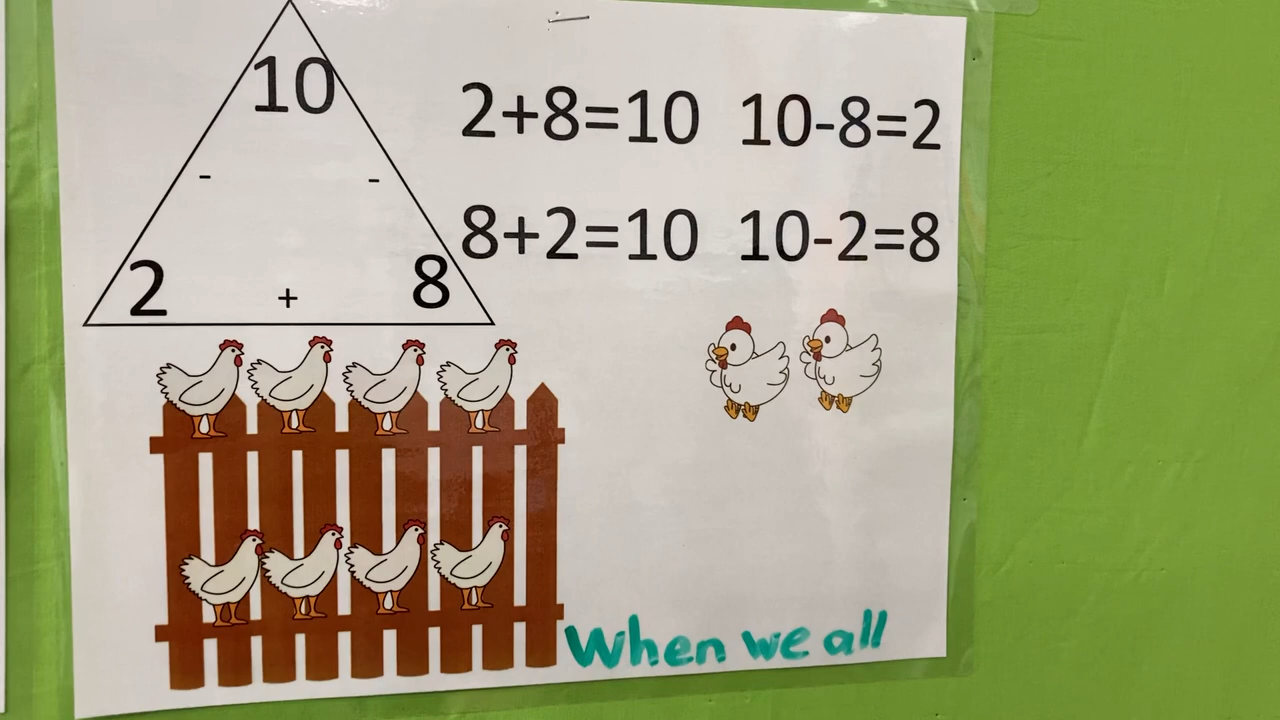 10
- -
2 + 8
2+8=10 10-8=2
8+2=10 10-2=8
When we all